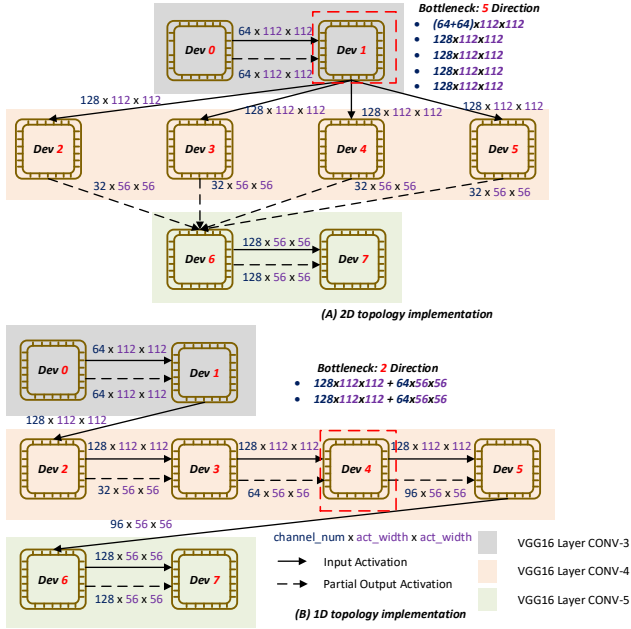 Bottleneck: 5 Direction
• (64+64)x112x112
• 128x112x112
• 128x112x112
• 128x112x112
• 128x112x112
64 x 112 x 112
Dev 0
Dev 1
64 x 112 x 112
128 x 112 x 112
128 x 112 x 112
128 x 112 x 112
128 x 112 x 112
Dev 2
Dev 3
Dev 4
Dev 5
32 x 56 x 56
32 x 56 x 56
32 x 56 x 56
32 x 56 x 56
128 x 56 x 56
Dev 6
Dev 7
128 x 56 x 56
(A) 2D topology implementation
64 x 112 x 112
Dev 0
Dev 1
64 x 112 x 112
Bottleneck: 2 Direction
• 128x112x112 + 64x56x56
• 128x112x112 + 64x56x56
128 x 112 x 112
128 x 112 x 112
128 x 112 x 112
128 x 112 x 112
Dev 2
Dev 3
Dev 4
Dev 5
32 x 56 x 56
64 x 56 x 56
96 x 56 x 56
96 x 56 x 56
128 x 56 x 56
Dev 6
Dev 7
128 x 56 x 56
channel_num x act_width x act_width
Input Activation
Partial Output Activation
VGG16 Layer CONV-3
VGG16 Layer CONV-4
VGG16 Layer CONV-5
(B) 1D topology implementation